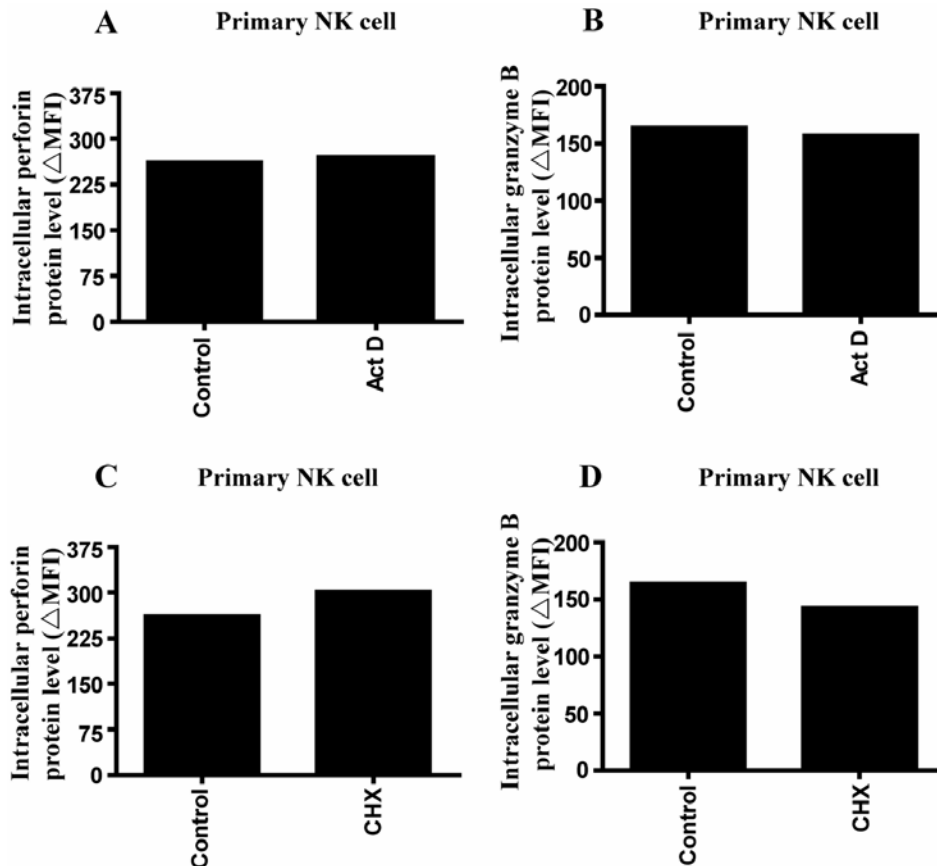 A
Primary NK cell
Intracellular perforin
protein level (△MFI)
375
300
225
150
75
0
Control
Act D
B
Primary NK cell
Intracellular granzyme B
protein level (△MFI)
200
150
100
50
0
Control
Act D
C
Primary NK cell
Intracellular perforin
protein level (△MFI)
375
300
225
150
75
0
Control
CHX
D
Primary NK cell
Intracellular granzyme B
protein level (△MFI)
200
150
100
50
0
Control
CHX